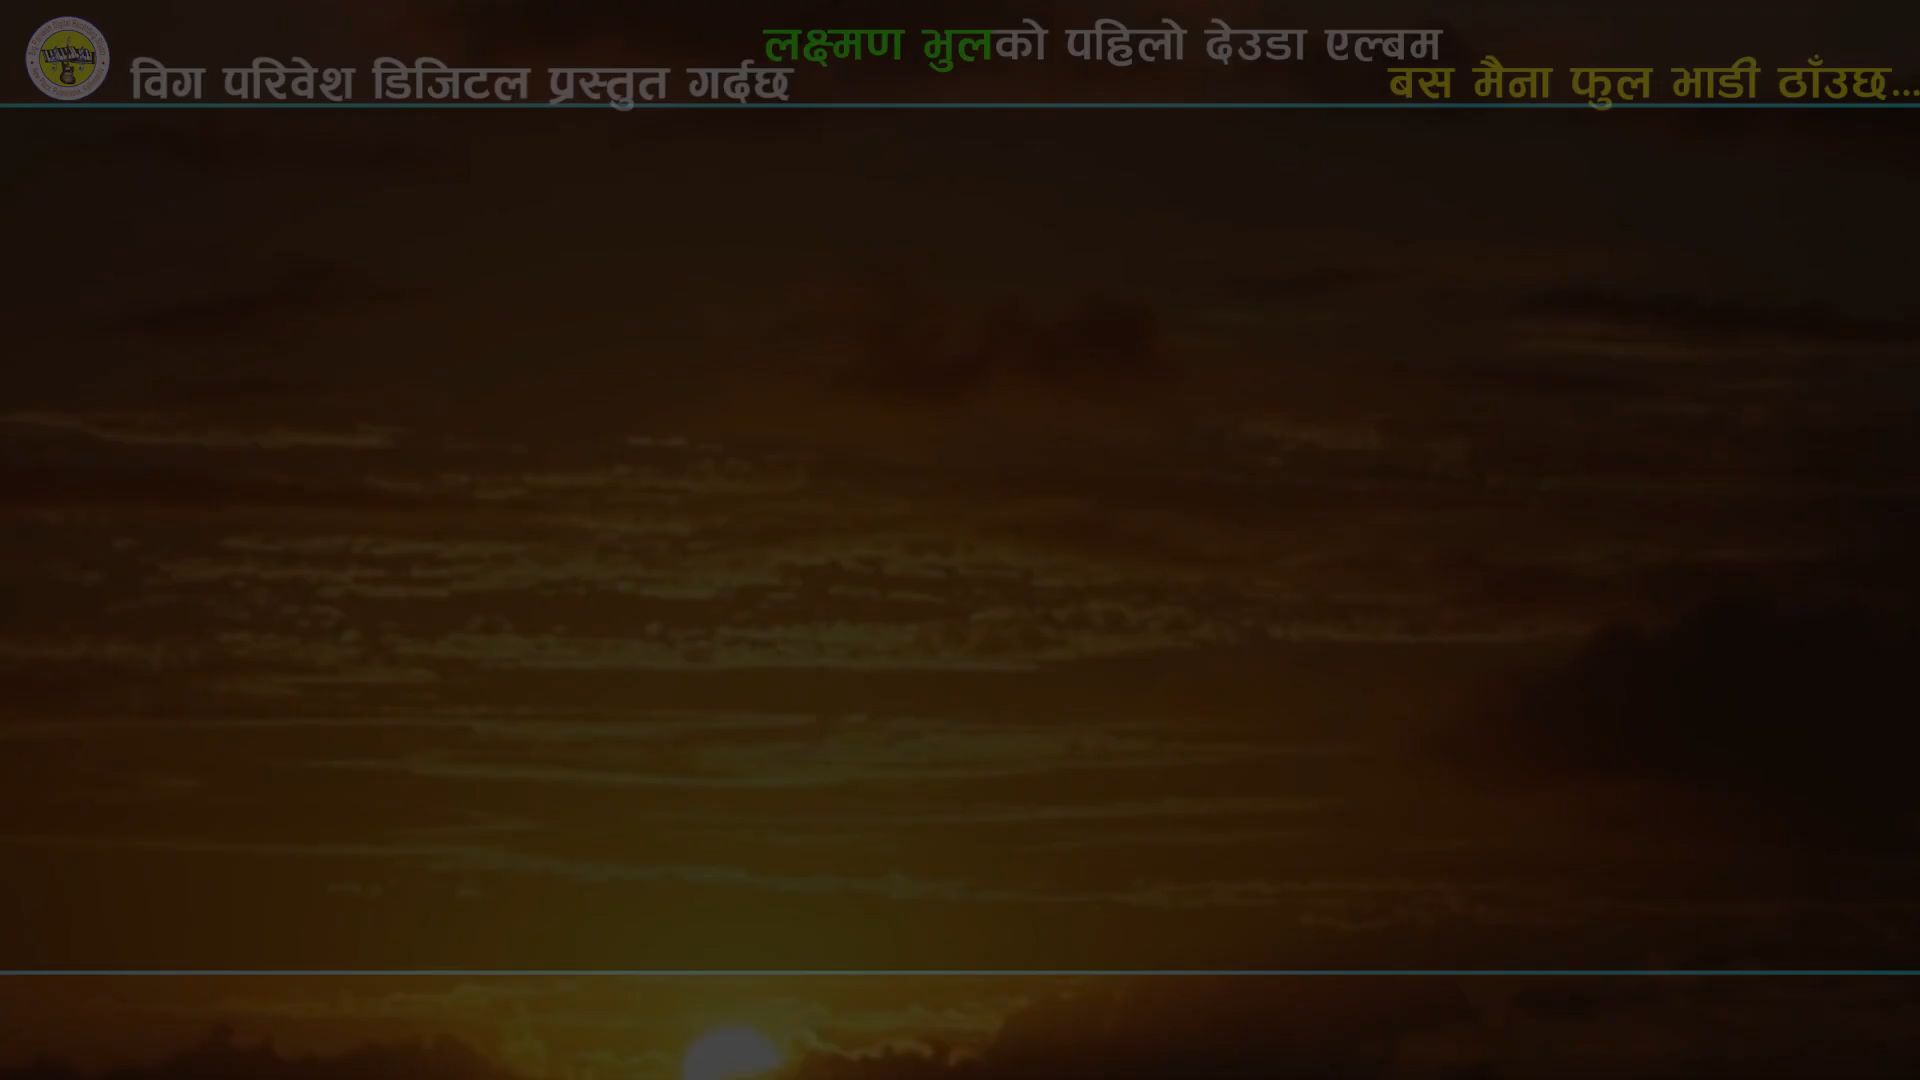 लक्ष्मण भुलको पहिलो देउडा एल्बम
विग परिवेश डिजिटल प्रस्तुत गर्दछ
बस मैना फुल भाडी ठाँउछ...